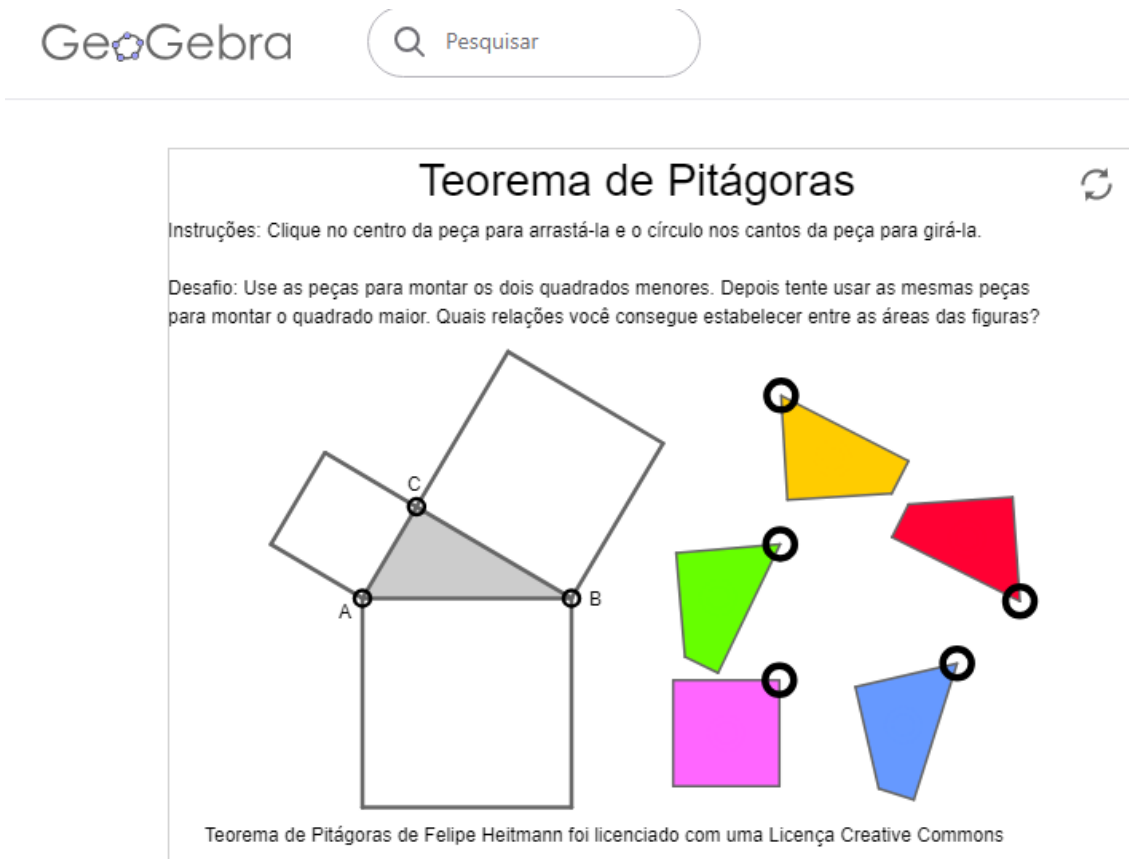 GeoGebra
Pesquisar
Teorema de Pitágoras
Instruções: Clique no centro da peça para arrastá-la e o círculo nos cantos da peça para girá-la.
Desafio: Use as peças para montar os dois quadrados menores. Depois tente usar as mesmas peças
para montar o quadrado maior. Quais relações você consegue estabelecer entre as áreas das figuras?
C
A
B
Teorema de Pitágoras de Felipe Heitmann foi licenciado com uma Licença Creative Commons